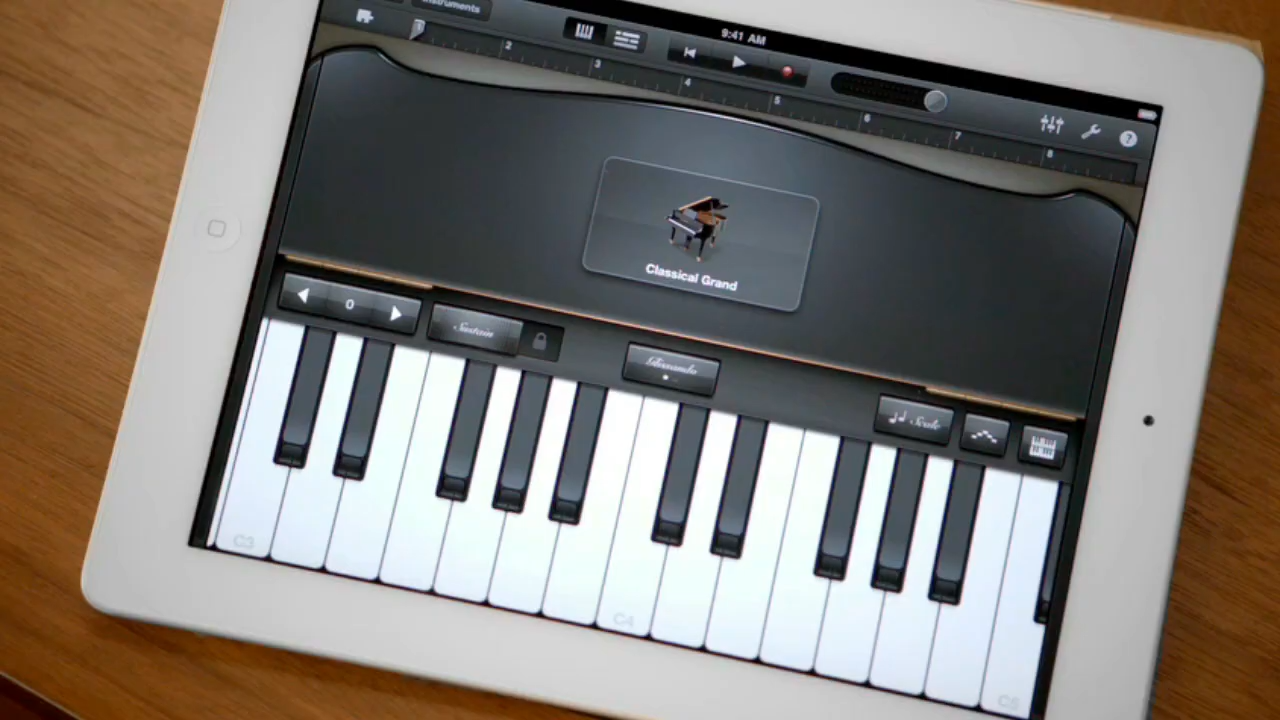 Instruments
9:41 AM
1 2 3 4 5 6 7 8
?
Classical Grand
0
Sustain
Glissando
Scale
C3
C4
C5